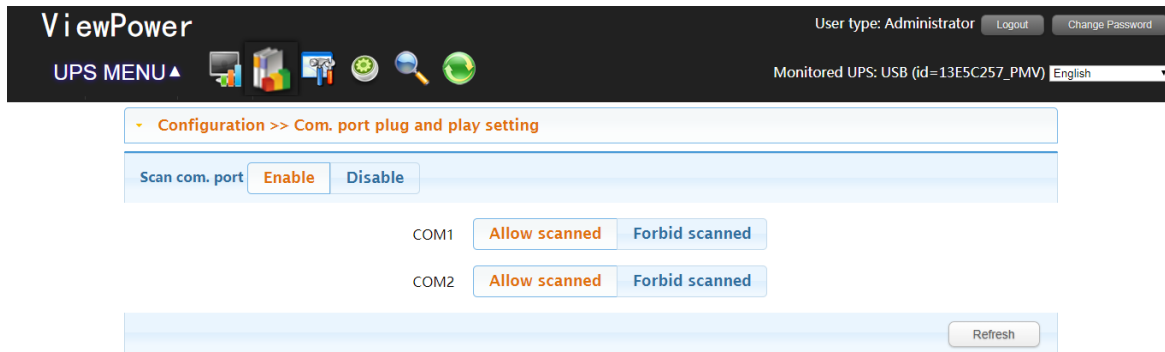 ViewPower
User type: Administrator Logout Change Password
UPS MENU▲
Monitored UPS: USB (id=13E5C257_PMV) English
Configuration >> Com. port plug and play setting
Scan com. port Enable Disable
COM1 Allow scanned Forbid scanned
COM2 Allow scanned Forbid scanned
Refresh